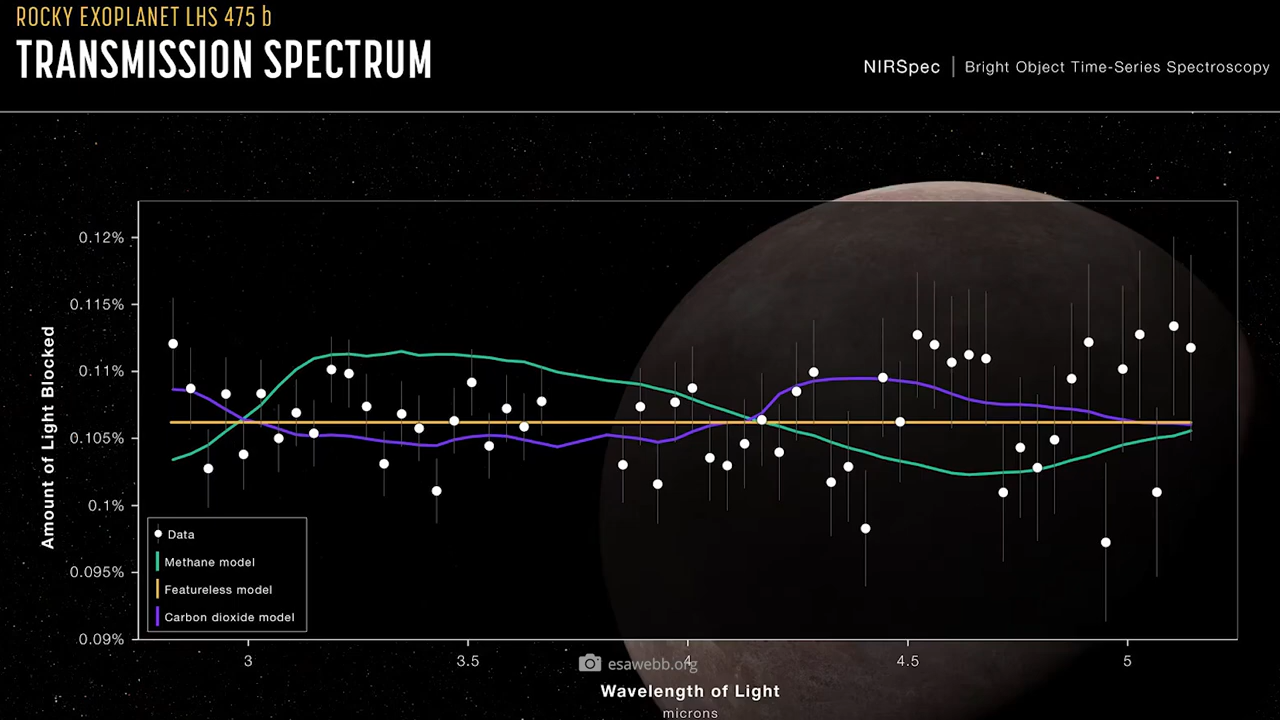 ROCKY EXOPLANET LHS 475 b
TRANSMISSION SPECTRUM
NIRSpec | Bright Object Time-Series Spectroscopy
Amount of Light Blocked
0.12%
0.115%
0.11%
0.105%
0.1%
0.095%
0.09%
Data
Methane model
Featureless model
Carbon dioxide model
3 3.5 4 4.5 5
esawebb.org
Wavelength of Light
microns